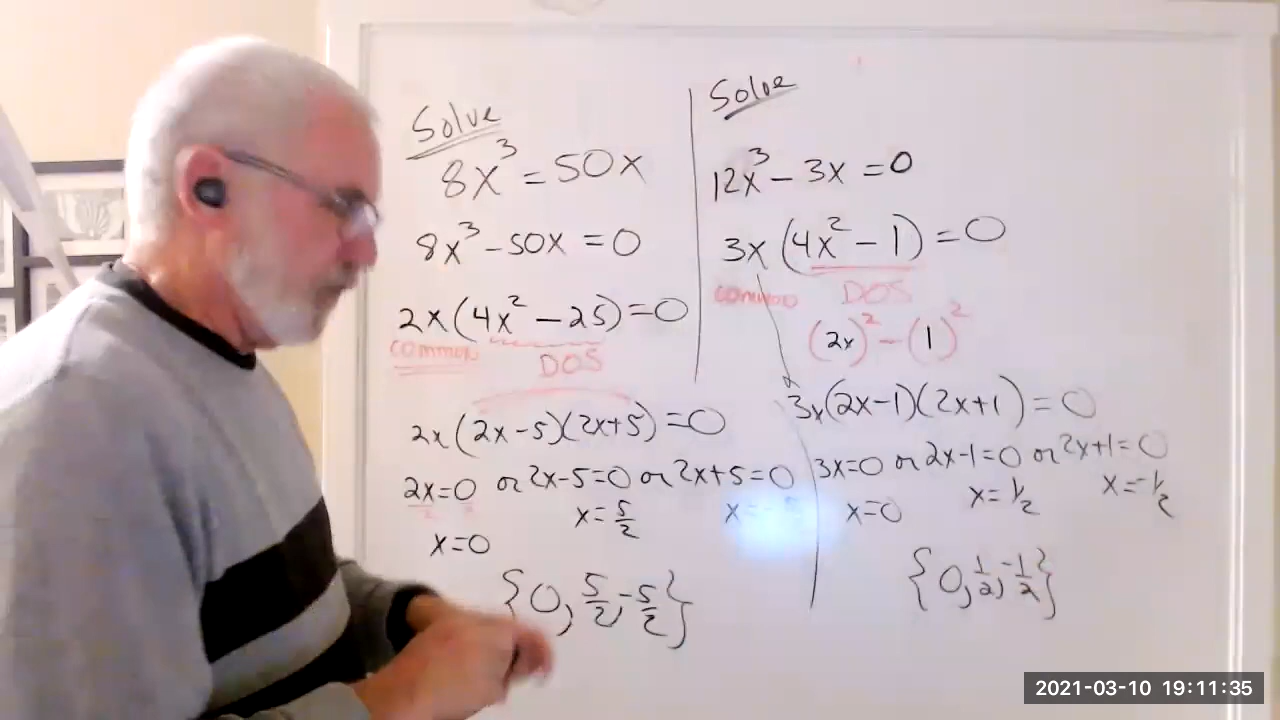 Solve
8x³ = 50x
8x³ - 50x = 0
2x(4x² - 25) = 0
common DOS
2x(2x - 5)(2x + 5) = 0
2x = 0 or 2x - 5 = 0 or 2x + 5 = 0
2 2
x = 5/2 x =
x = 0
{0, 5/2, -5/2}
Solve
12x³ - 3x = 0
3x(4x² - 1) = 0
common DOS
(2x)² - (1)²
3x(2x - 1)(2x + 1) = 0
3x = 0 or 2x - 1 = 0 or 2x + 1 = 0
x = 0 x = 1/2 x = -1/2
{0, 1/2, -1/2}
2021-03-10 19:11:35